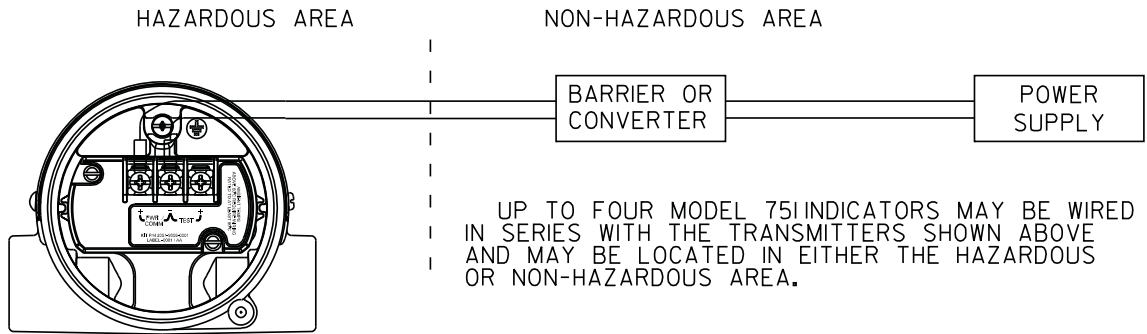 HAZARDOUS AREA
NON-HAZARDOUS AREA
BARRIER OR
CONVERTER
POWER
SUPPLY
UP TO FOUR MODEL 751 INDICATORS MAY BE WIRED
IN SERIES WITH THE TRANSMITTERS SHOWN ABOVE
AND MAY BE LOCATED IN EITHER THE HAZARDOUS
OR NON-HAZARDOUS AREA.
+ - TEST +
PWR
COMM